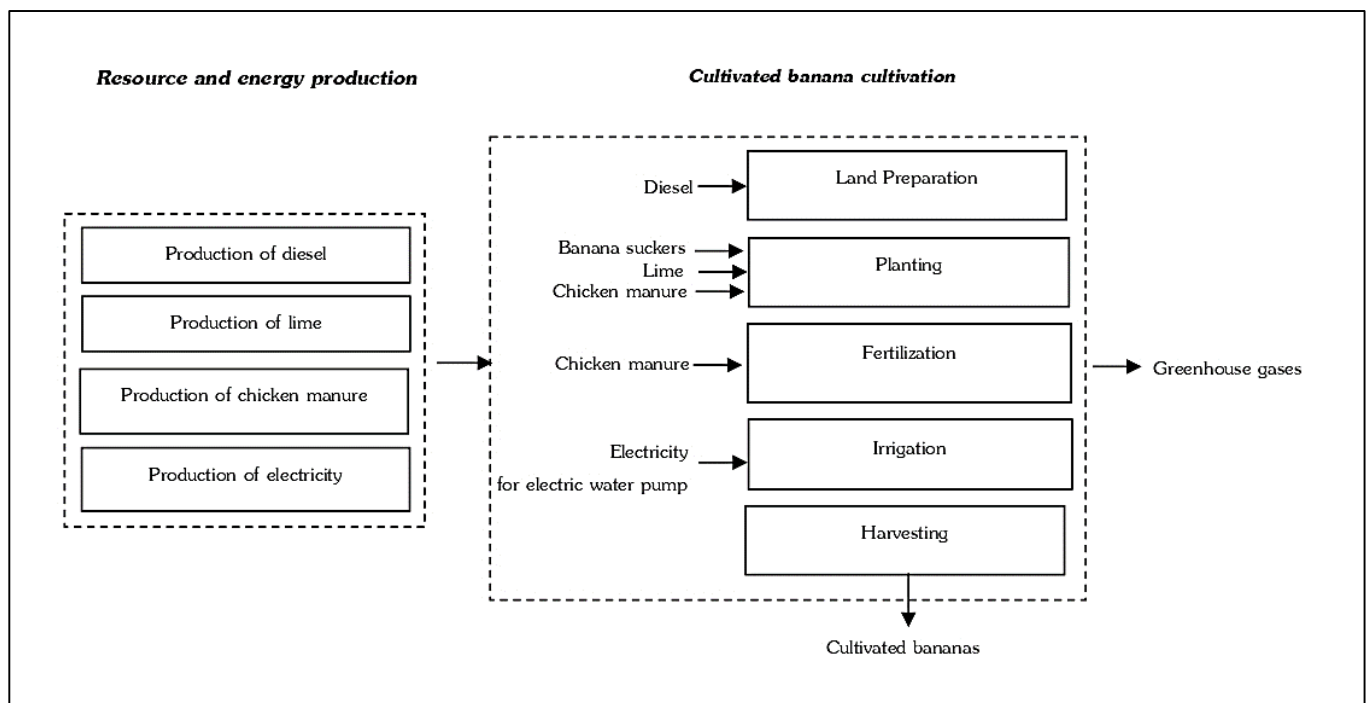 Resource and energy production
Cultivated banana cultivation
Production of diesel
Production of lime
Production of chicken manure
Production of electricity
Diesel
Land Preparation
Banana suckers
Lime
Chicken manure
Planting
Chicken manure
Fertilization
Electricity
for electric water pump
Irrigation
Harvesting
Greenhouse gases
Cultivated bananas